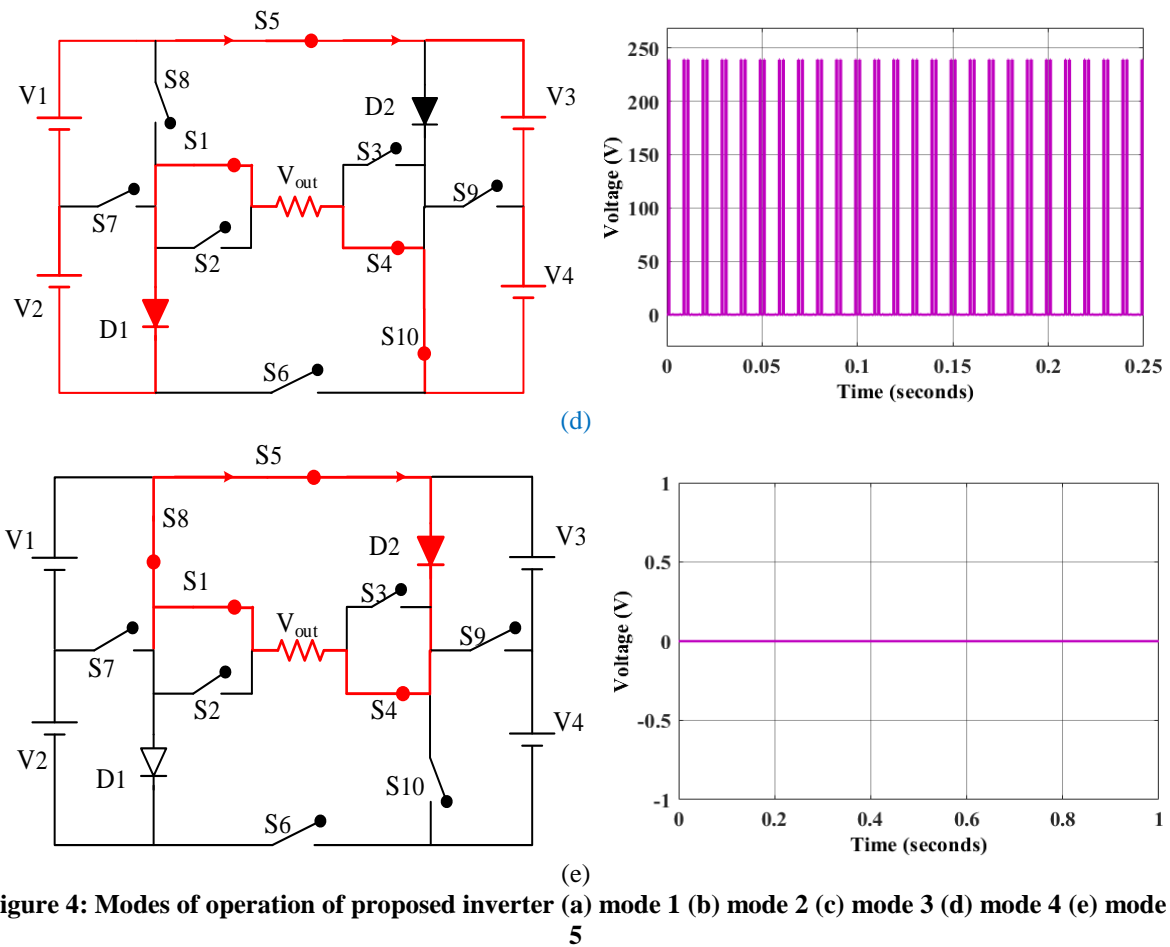 S5
V1
S8
D2
V3
S1
S3
Vout
S7
S9
S2
S4
V2
V4
D1
S10
S6
250
200
150
100
50
0
Voltage (V)
0 0.05 0.1 0.15 0.2 0.25
Time (seconds)
(d)
S5
V1
S8
D2
V3
S1
S3
Vout
S7
S9
S2
S4
V2
V4
D1
S10
S6
1
0.5
0
-0.5
-1
Voltage (V)
0 0.2 0.4 0.6 0.8 1
Time (seconds)
(e)
igure 4: Modes of operation of proposed inverter (a) mode 1 (b) mode 2 (c) mode 3 (d) mode 4 (e) mode
5